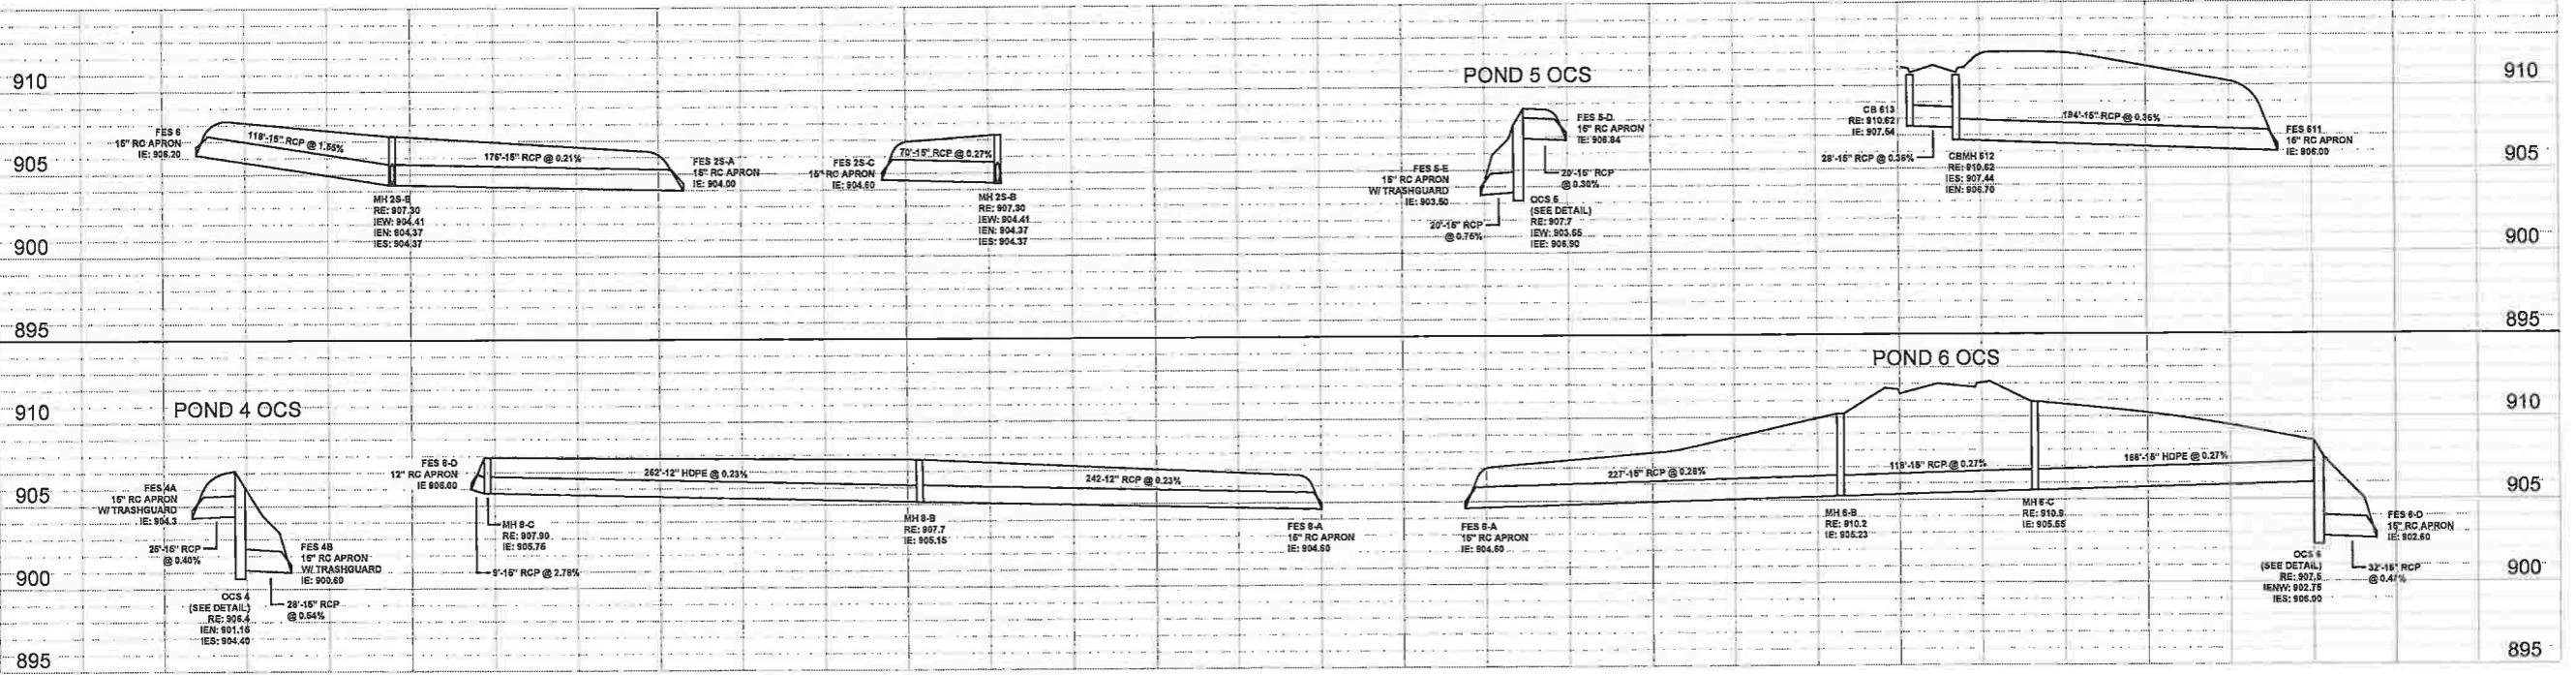 910
905
900
895
FES 6
15" RC APRON
IE: 906.20
118'-15" RCP @ 1.55%
176'-15" RCP @ 0.21%
FES 2S-A
15" RC APRON
IE: 904.00
MH 2S-B
RE: 907.30
IEW: 904.41
IEN: 904.37
IES: 904.37
FES 2S-C
15" RC APRON
IE: 904.60
70'-15" RCP @ 0.27%
MH 2S-B
RE: 907.30
IEW: 904.41
IEN: 904.37
IES: 904.37
POND 5 OCS
FES 5-D
15" RC APRON
IE: 906.84
FES 5-E
15" RC APRON
W/ TRASHGUARD
IE: 903.50
20'-15" RCP
@ 0.30%
20'-15" RCP
@ 0.75%
OCS 5
(SEE DETAIL)
RE: 907.7
IEW: 903.65
IEE: 906.90
CB 613
RE: 910.62
IE: 907.54
28'-15" RCP @ 0.36%
CBMH 612
RE: 910.62
IES: 907.44
IEN: 906.70
194'-15" RCP @ 0.36%
FES 611
15" RC APRON
IE: 906.00
910
905
900
895
910
905
900
895
POND 4 OCS
FES 4A
15" RC APRON
W/ TRASHGUARD
IE: 904.3
25'-15" RCP
@ 0.40%
FES 4B
15" RC APRON
W/ TRASHGUARD
IE: 900.60
28'-15" RCP
@ 0.54%
OCS 4
(SEE DETAIL)
RE: 906.4
IEN: 901.16
IES: 904.40
FES 8-D
12" RC APRON
IE 906.00
262'-12" HDPE @ 0.23%
MH 8-C
RE: 907.90
IE: 905.75
9'-15" RCP @ 2.78%
MH 8-B
RE: 907.7
IE: 905.15
242-12" RCP @ 0.23%
FES 8-A
15" RC APRON
IE: 904.60
POND 6 OCS
227'-15" RCP @ 0.28%
FES 6-A
15" RC APRON
IE: 904.60
MH 6-B
RE: 910.2
IE: 905.23
118'-15" RCP @ 0.27%
MH 6-C
RE: 910.9
IE: 905.55
168'-15" HDPE @ 0.27%
OCS 6
(SEE DETAIL)
RE: 907.5
IENW: 902.75
IES: 906.00
FES 6-D
15" RC APRON
IE: 902.60
32'-15" RCP
@ 0.47%
910
905
900
895